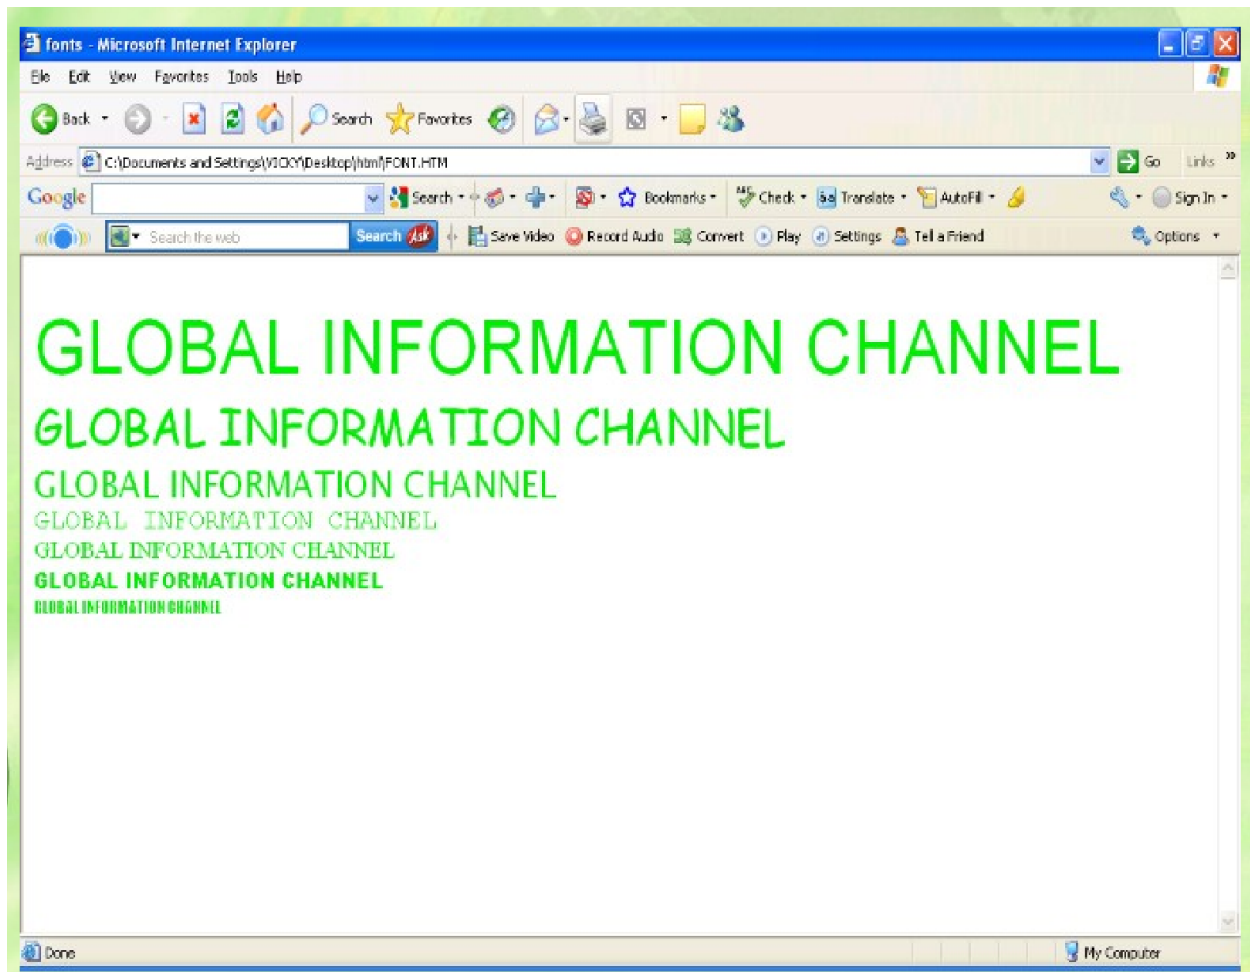 fonts - Microsoft Internet Explorer
File Edit View Favorites Tools Help
Back Search Favorites
Address C:\Documents and Settings\VICKY\Desktop\html\FONT.HTM Go Links »
Google Search Bookmarks Check Translate AutoFill Sign In
Search the web Search Ask Save Video Record Audio Convert Play Settings Tell a Friend Options
GLOBAL INFORMATION CHANNEL
GLOBAL INFORMATION CHANNEL
GLOBAL INFORMATION CHANNEL
GLOBAL INFORMATION CHANNEL
GLOBAL INFORMATION CHANNEL
GLOBAL INFORMATION CHANNEL
GLOBAL INFORMATION CHANNEL
Done My Computer